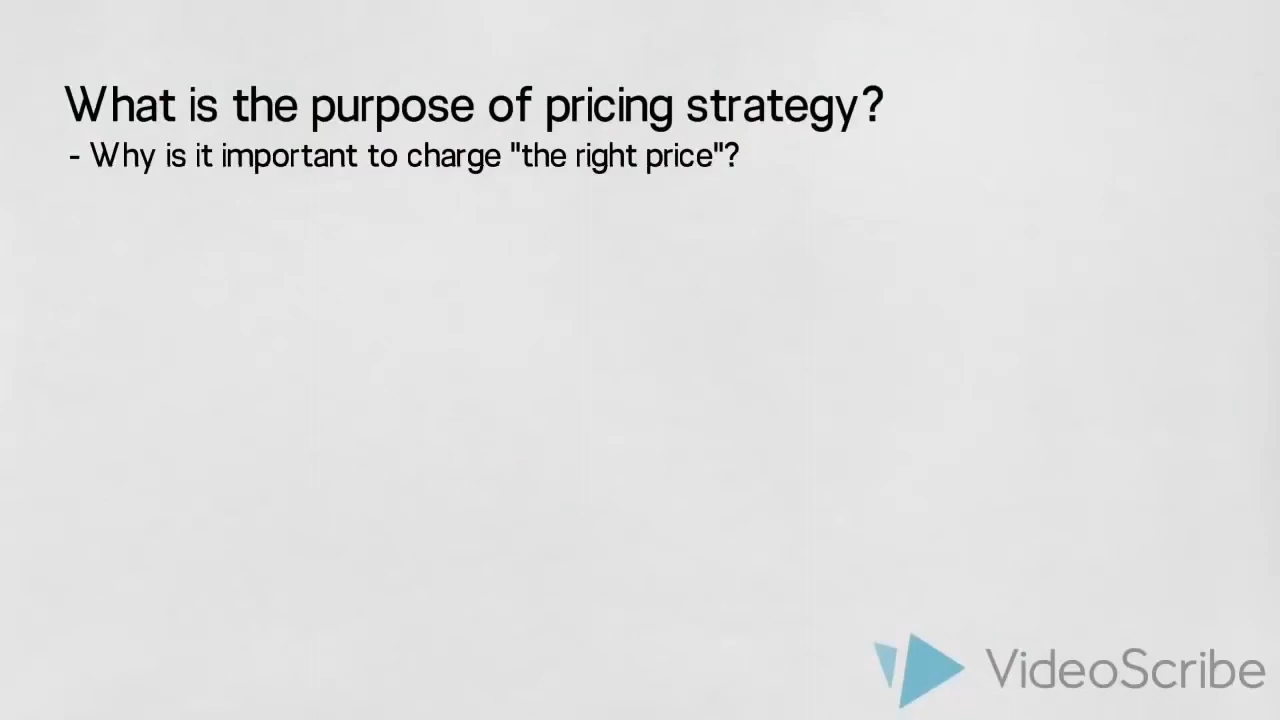 What is the purpose of pricing strategy?
- Why is it important to charge "the right price"?
VideoScribe